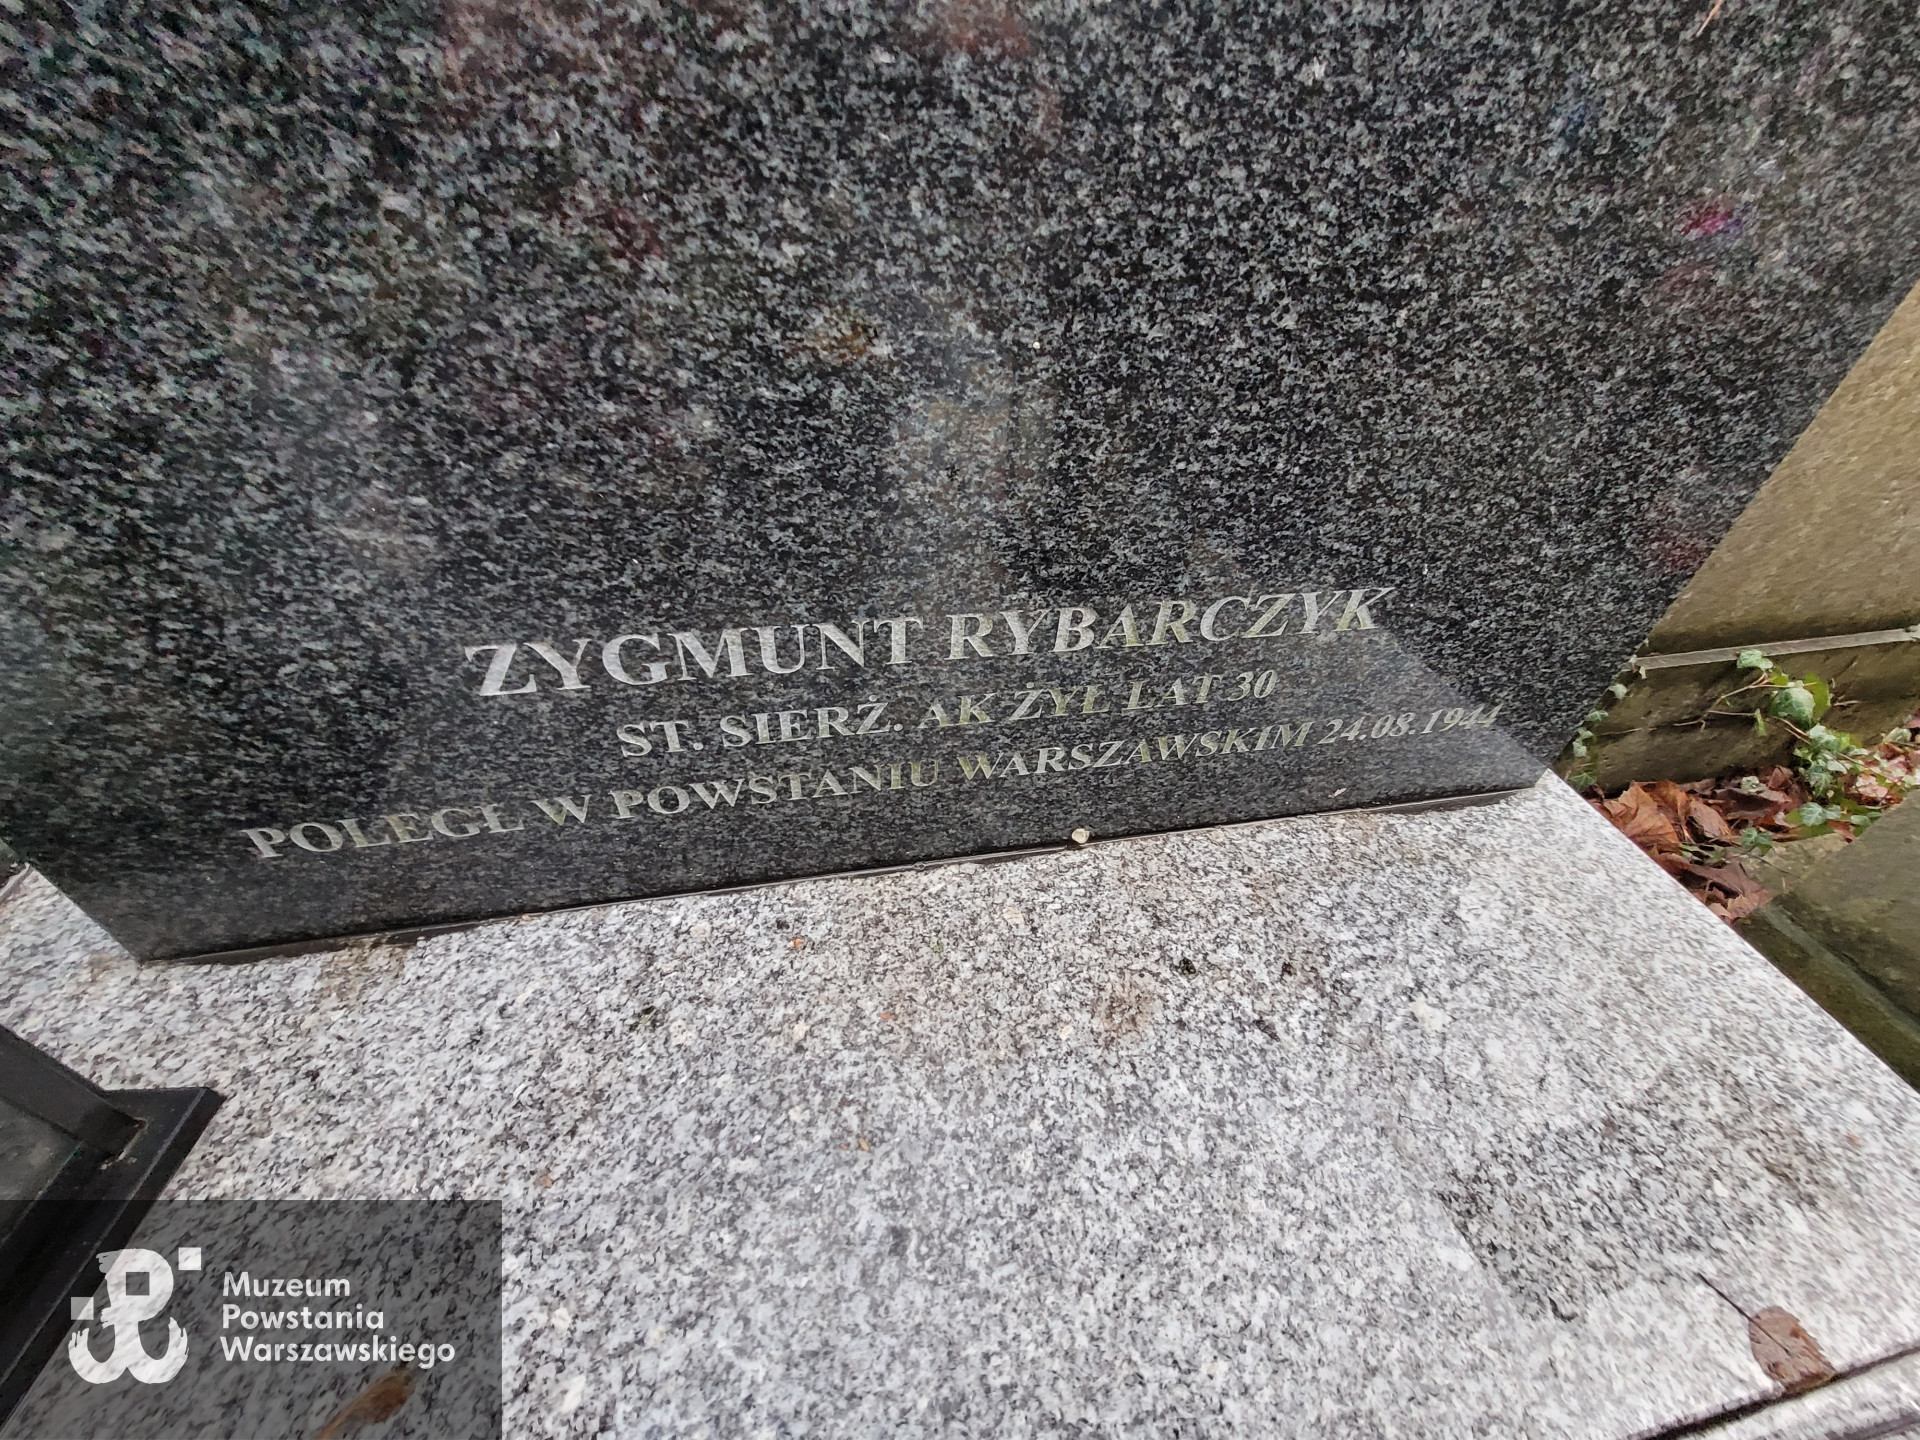 ZYGMUNT RYBARCZYK
ST. SIERŻ. AK ŻYŁ LAT 30
POLEGŁ W POWSTANIU WARSZAWSKIM 24.08.1944
Muzeum
Powstania
Warszawskiego